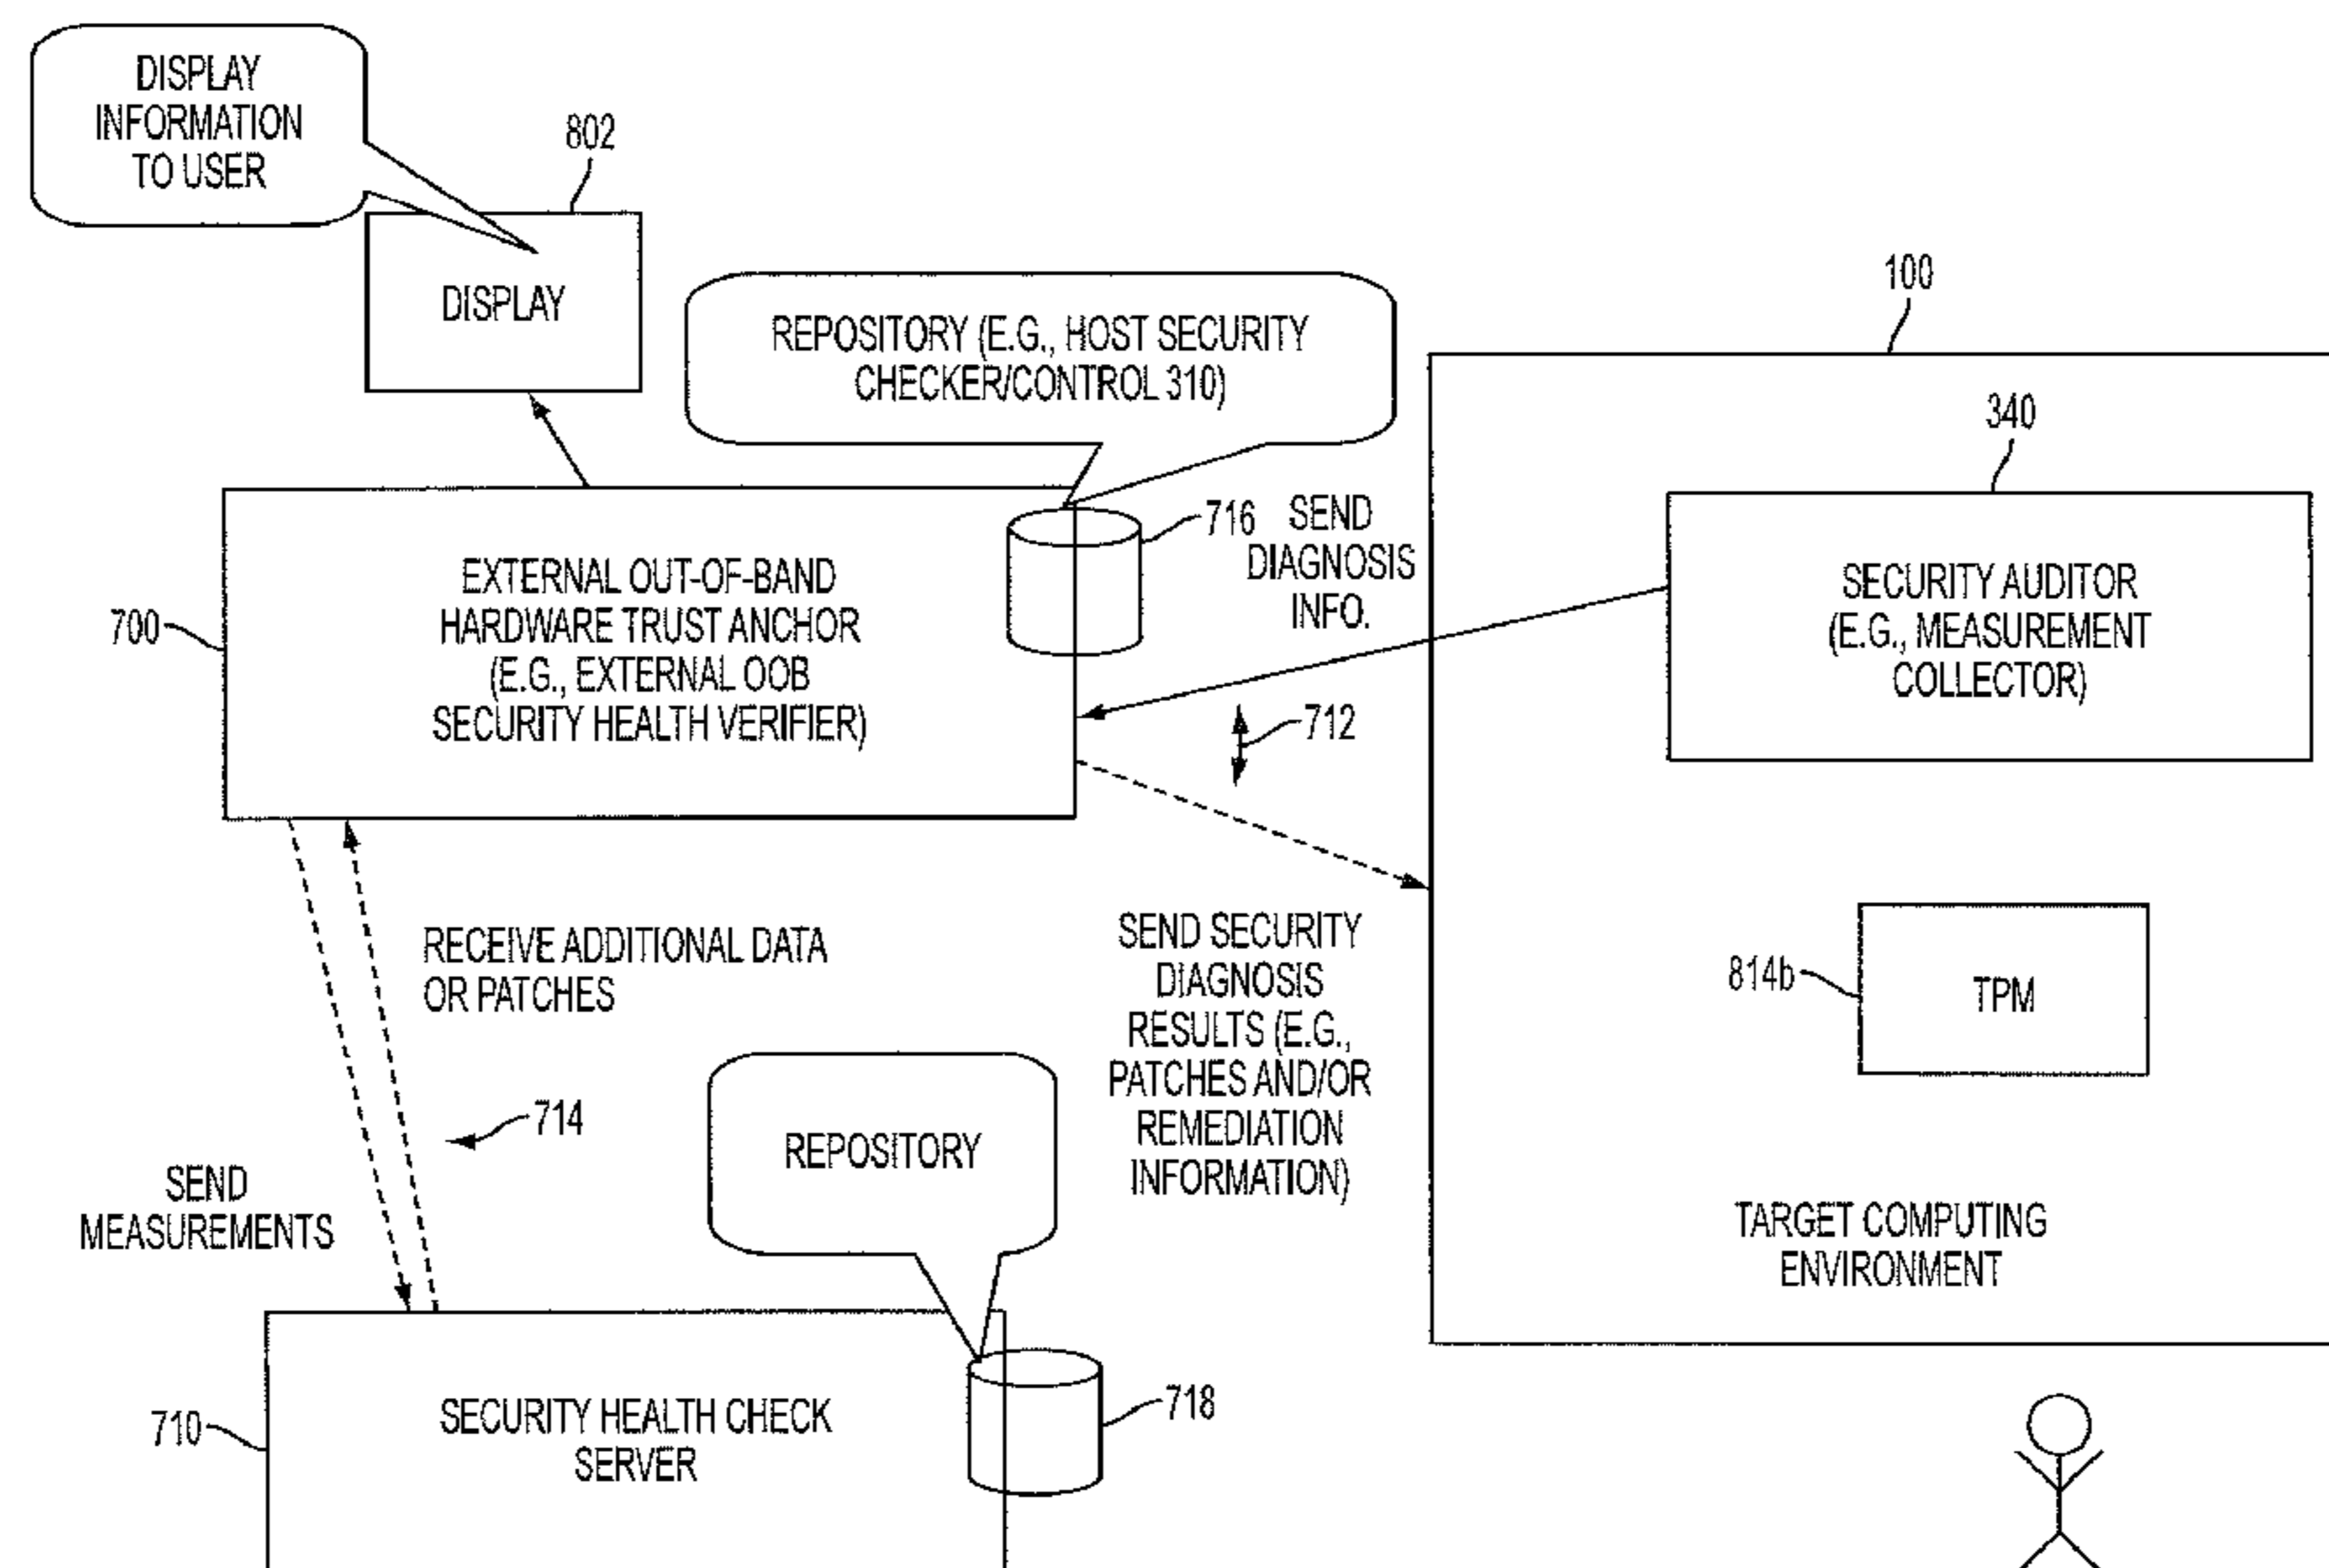 DISPLAY
INFORMATION
TO USER
802
DISPLAY
REPOSITORY (E.G., HOST SECURITY
CHECKER/CONTROL 310)
100
340
716
SEND
DIAGNOSIS
INFO.
EXTERNAL OUT-OF-BAND
HARDWARE TRUST ANCHOR
(E.G., EXTERNAL OOB
SECURITY HEALTH VERIFIER)
700
SECURITY AUDITOR
(E.G., MEASUREMENT
COLLECTOR)
712
RECEIVE ADDITIONAL DATA
OR PATCHES
SEND SECURITY
DIAGNOSIS
RESULTS (E.G.,
PATCHES AND/OR
REMEDIATION
INFORMATION)
814b
TPM
714
REPOSITORY
SEND
MEASUREMENTS
TARGET COMPUTING
ENVIRONMENT
710
SECURITY HEALTH CHECK
SERVER
718